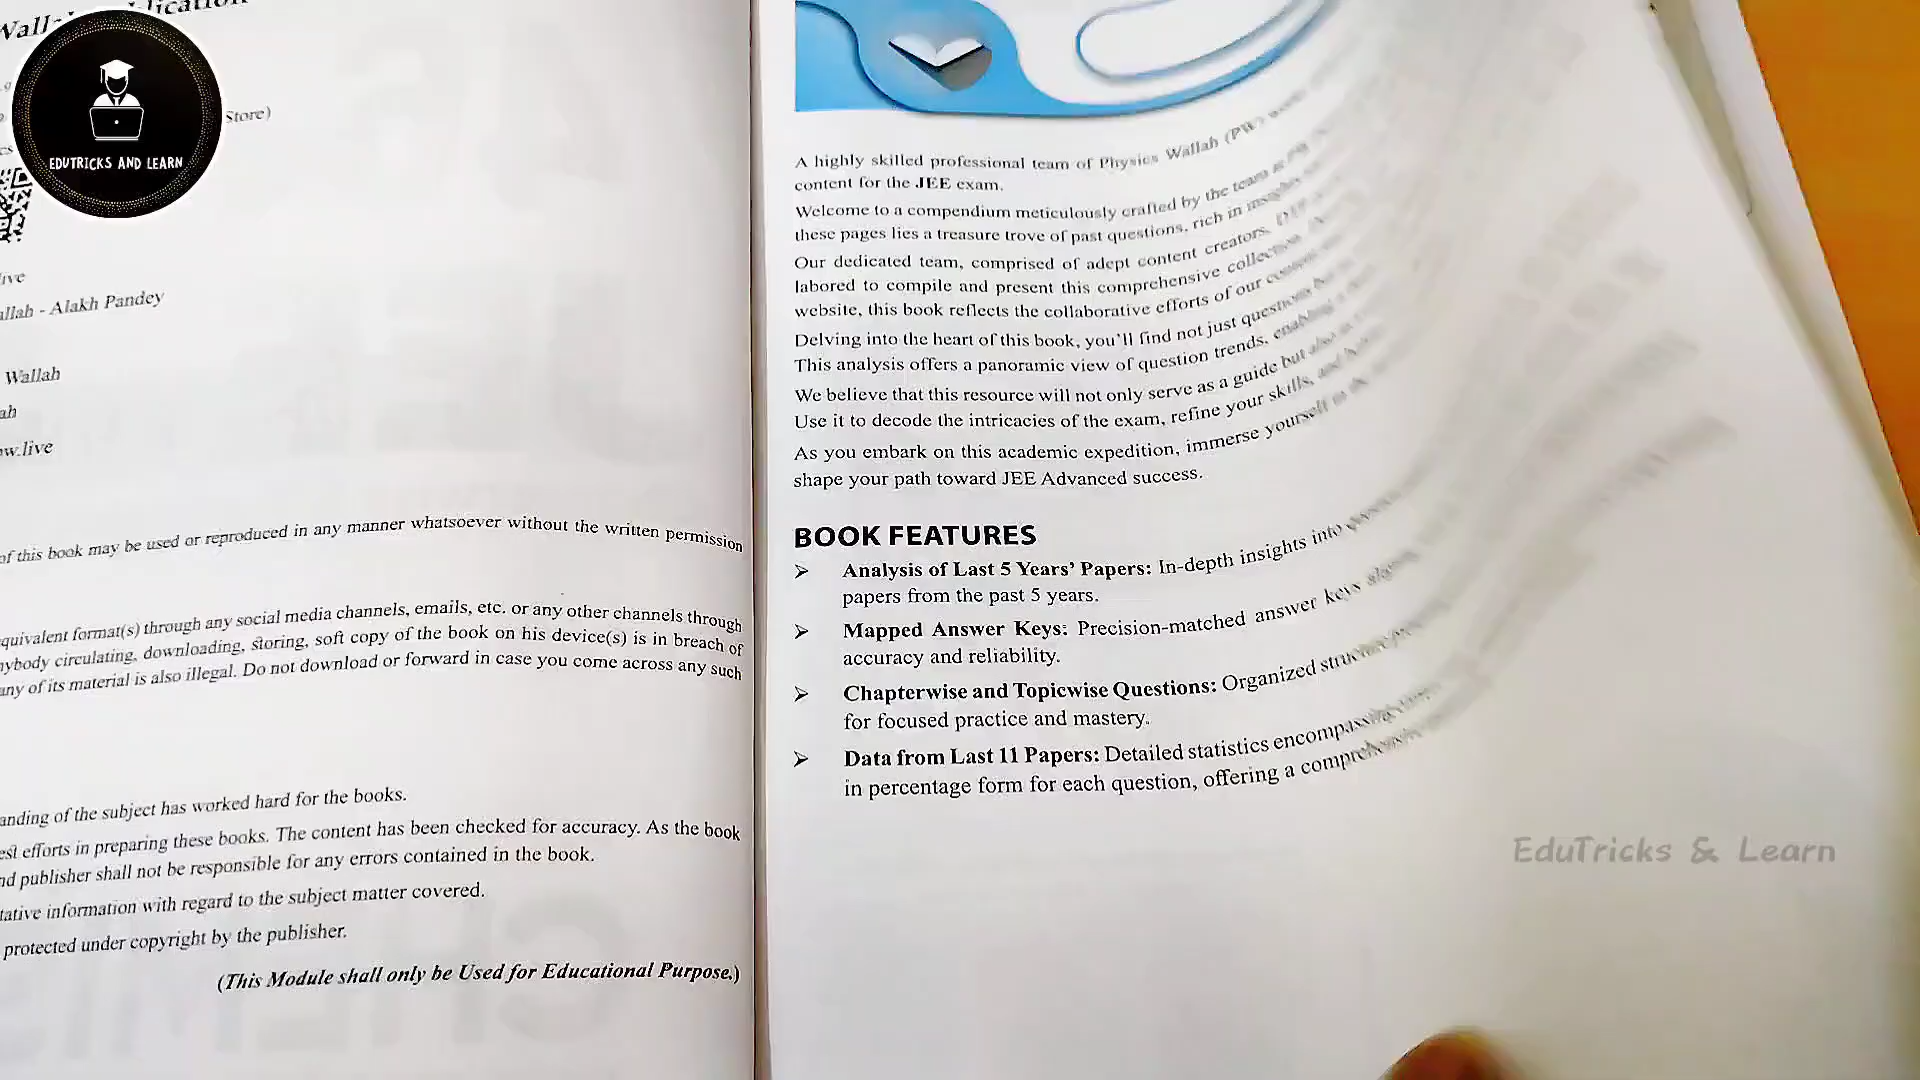 EDUTRICKS AND LEARN
Store)
ive
allah - Alakh Pandey
Wallah
ah
w.live
of this book may be used or reproduced in any manner whatsoever without the written permission
quivalent format(s) through any social media channels, emails, etc. or any other channels through
nybody circulating, downloading, storing, soft copy of the book on his device(s) is in breach of
any of its material is also illegal. Do not download or forward in case you come across any such
anding of the subject has worked hard for the books.
est efforts in preparing these books. The content has been checked for accuracy. As the book
nd publisher shall not be responsible for any errors contained in the book.
tative information with regard to the subject matter covered.
protected under copyright by the publisher.
(This Module shall only be Used for Educational Purpose.)
A highly skilled professional team of Physics Wallah (PW)
content for the JEE exam.
Welcome to a compendium meticulously crafted by the team at
these pages lies a treasure trove of past questions, rich in insights
Our dedicated team, comprised of adept content creators,
labored to compile and present this comprehensive collection
website, this book reflects the collaborative efforts of our
Delving into the heart of this book, you'll find not just questions
This analysis offers a panoramic view of question trends, enabling
We believe that this resource will not only serve as a guide but also
Use it to decode the intricacies of the exam, refine your skills, and
As you embark on this academic expedition, immerse yourself in the
shape your path toward JEE Advanced success.
BOOK FEATURES
➢ Analysis of Last 5 Years' Papers: In-depth insights into
papers from the past 5 years.
➢ Mapped Answer Keys: Precision-matched answer keys
accuracy and reliability.
➢ Chapterwise and Topicwise Questions: Organized
for focused practice and mastery.
➢ Data from Last 11 Papers: Detailed statistics encompassing
in percentage form for each question, offering a comprehensive
EduTricks & Learn